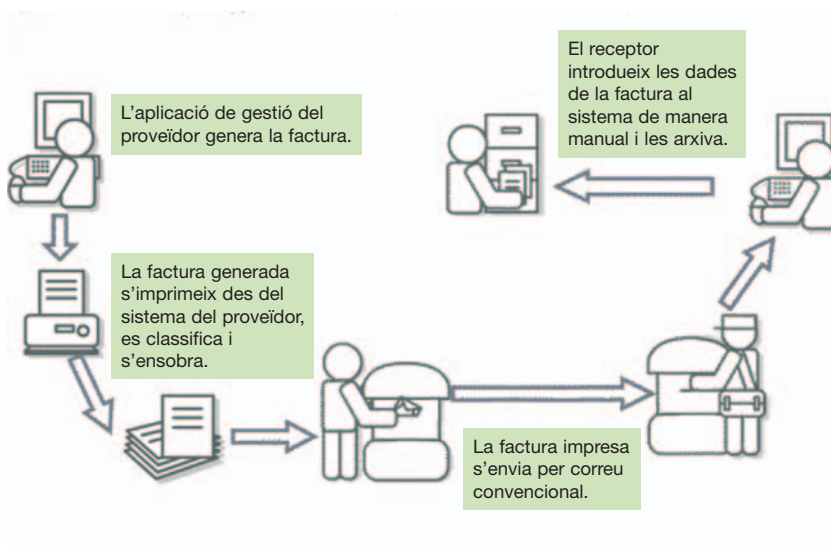 L'aplicació de gestió del
proveïdor genera la factura.
La factura generada
s'imprimeix des del
sistema del proveïdor,
es classifica i
s'ensobra.
La factura impresa
s'envia per correu
convencional.
El receptor
introdueix les dades
de la factura al
sistema de manera
manual i les arxiva.